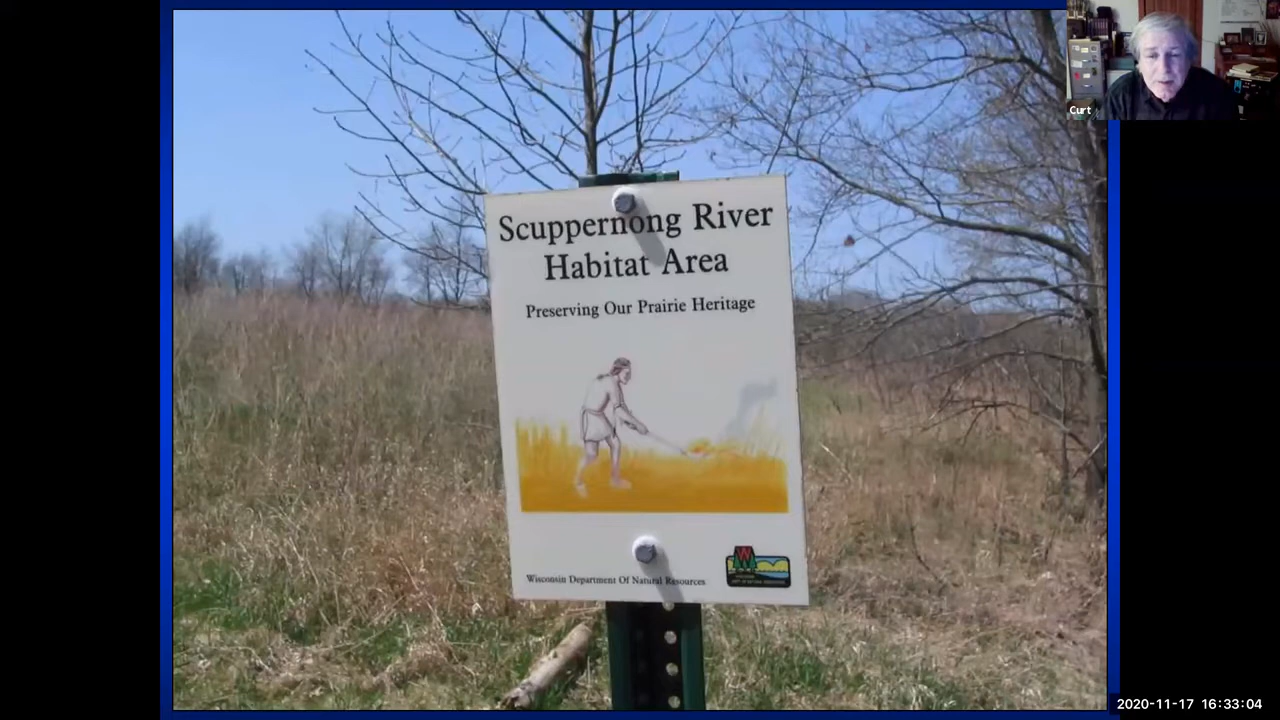 Scuppernong River
Habitat Area
Preserving Our Prairie Heritage
W
Wisconsin Department Of Natural Resources
Curt
2020-11-17 16:33:04